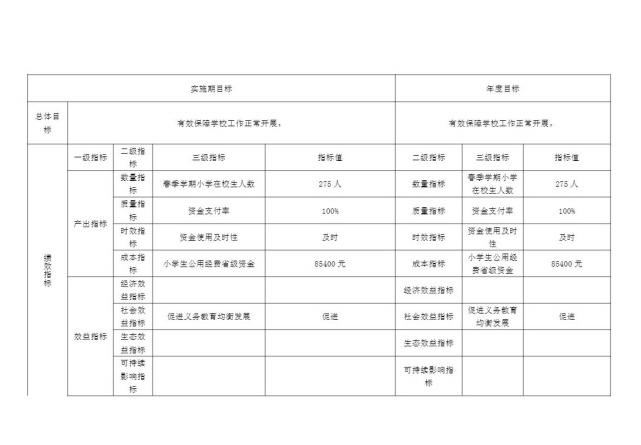 实施期目标 年度目标
总体目标 有效保障学校工作正常开展。 有效保障学校工作正常开展。
绩效指标 一级指标 二级指标 三级指标 指标值 二级指标 三级指标 指标值
产出指标 数量指标 春季学期小学在校生人数 275 人 数量指标 春季学期小学在校生人数 275 人
质量指标 资金支付率 100% 质量指标 资金支付率 100%
时效指标 资金使用及时性 及时 时效指标 资金使用及时性 及时
成本指标 小学生公用经费省级资金 85400 元 成本指标 小学生公用经费省级资金 85400 元
效益指标 经济效益指标 经济效益指标
社会效益指标 促进义务教育均衡发展 促进 社会效益指标 促进义务教育均衡发展 促进
生态效益指标 生态效益指标
可持续影响指标 可持续影响指标